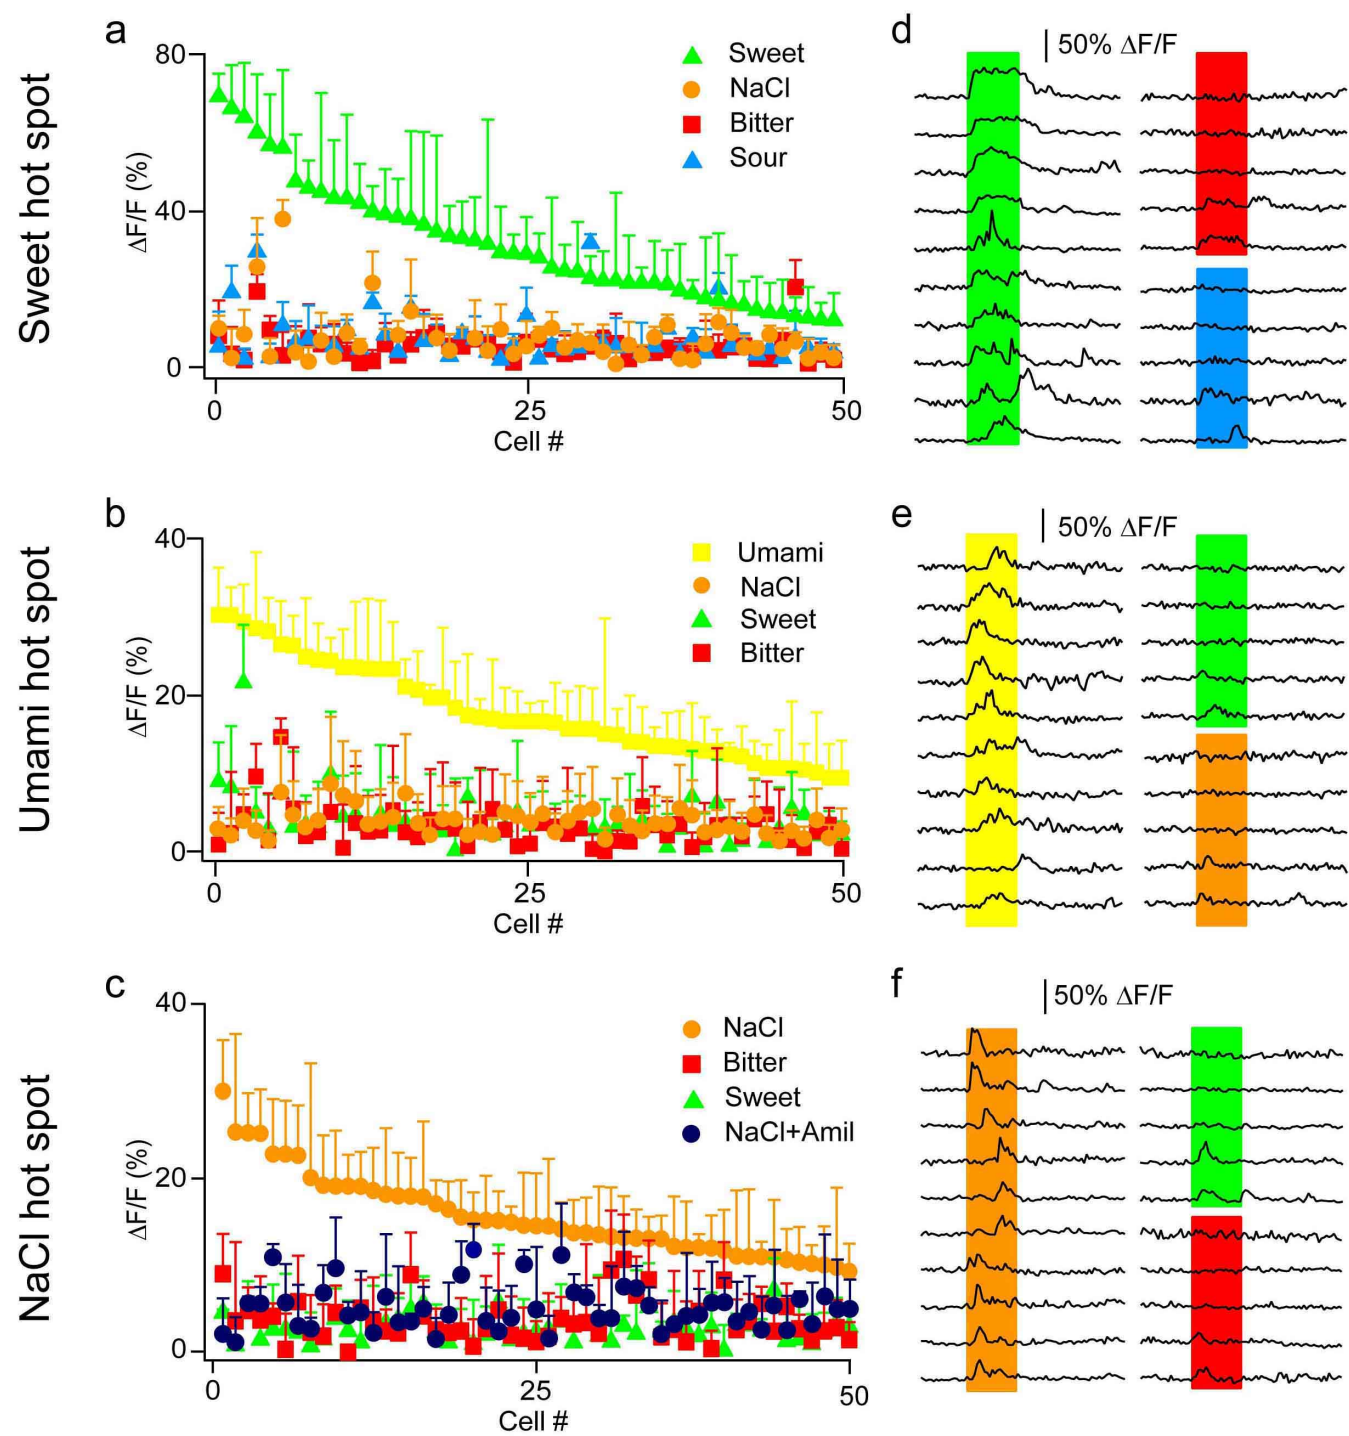 Sweet hot spot
a
ΔF/F (%)
80
40
0
0
25
50
Cell #
Sweet
NaCl
Bitter
Sour
d
50% ΔF/F
Umami hot spot
b
ΔF/F (%)
40
20
0
0
25
50
Cell #
Umami
NaCl
Sweet
Bitter
e
50% ΔF/F
NaCl hot spot
c
ΔF/F (%)
40
20
0
0
25
50
Cell #
NaCl
Bitter
Sweet
NaCl+Amil
f
50% ΔF/F